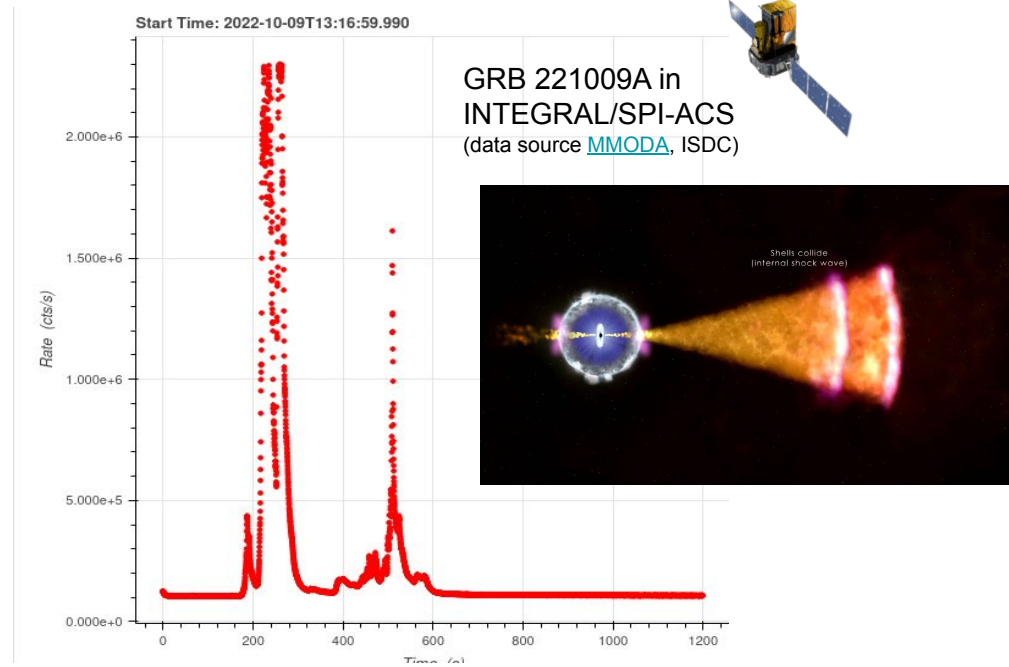 Start Time: 2022-10-09T13:16:59.990
GRB 221009A in
INTEGRAL/SPI-ACS
(data source MMODA, ISDC)
Rate (cts/s)
2.000e+6
1.500e+6
1.000e+6
5.000e+5
0.000e+0
Shells collide
(internal shock wave)
0 200 400 600 800 1000 1200
Time (s)